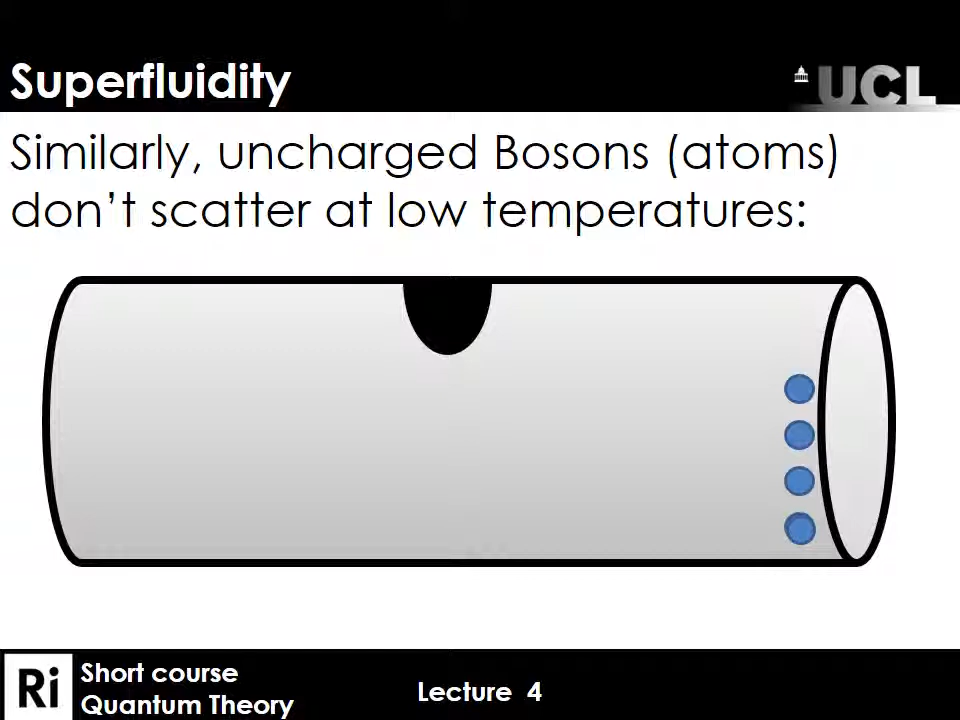 Superfluidity
UCL
Similarly, uncharged Bosons (atoms)
don't scatter at low temperatures:
Ri
Short course
Quantum Theory
Lecture 4